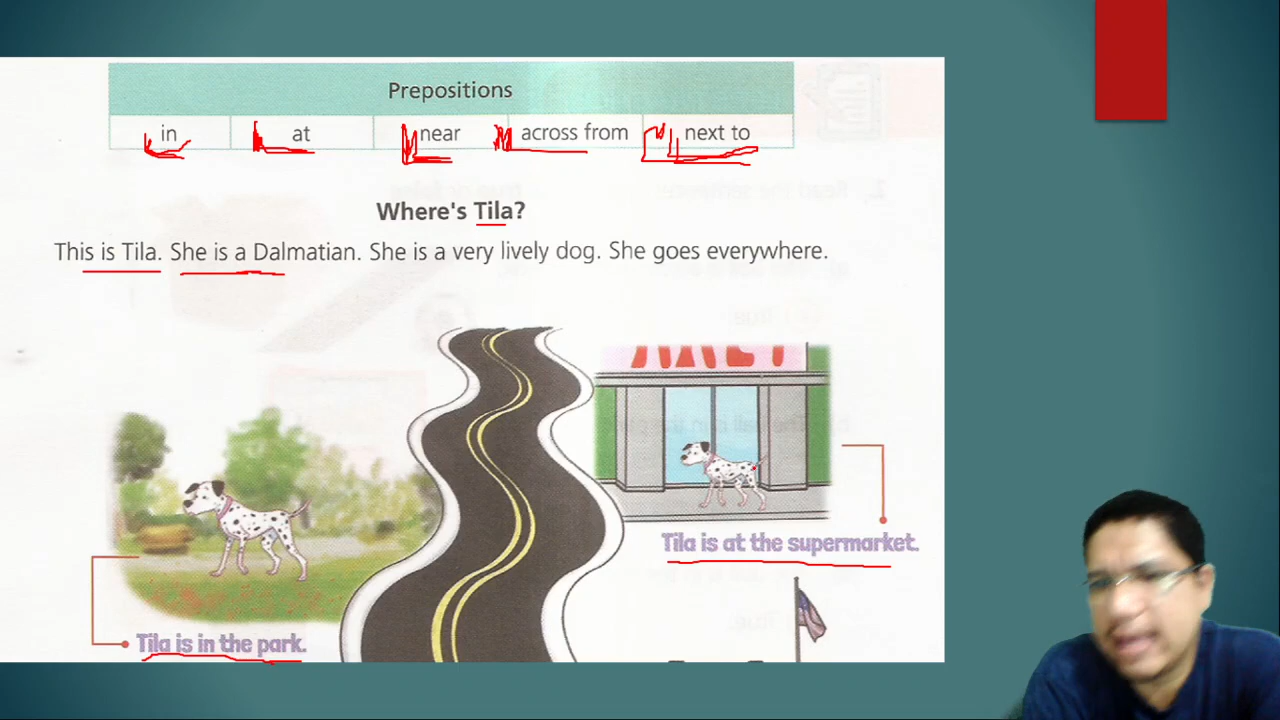 Prepositions
in at near across from next to
Where's Tila?
This is Tila. She is a Dalmatian. She is a very lively dog. She goes everywhere.
Tila is at the supermarket.
Tila is in the park.